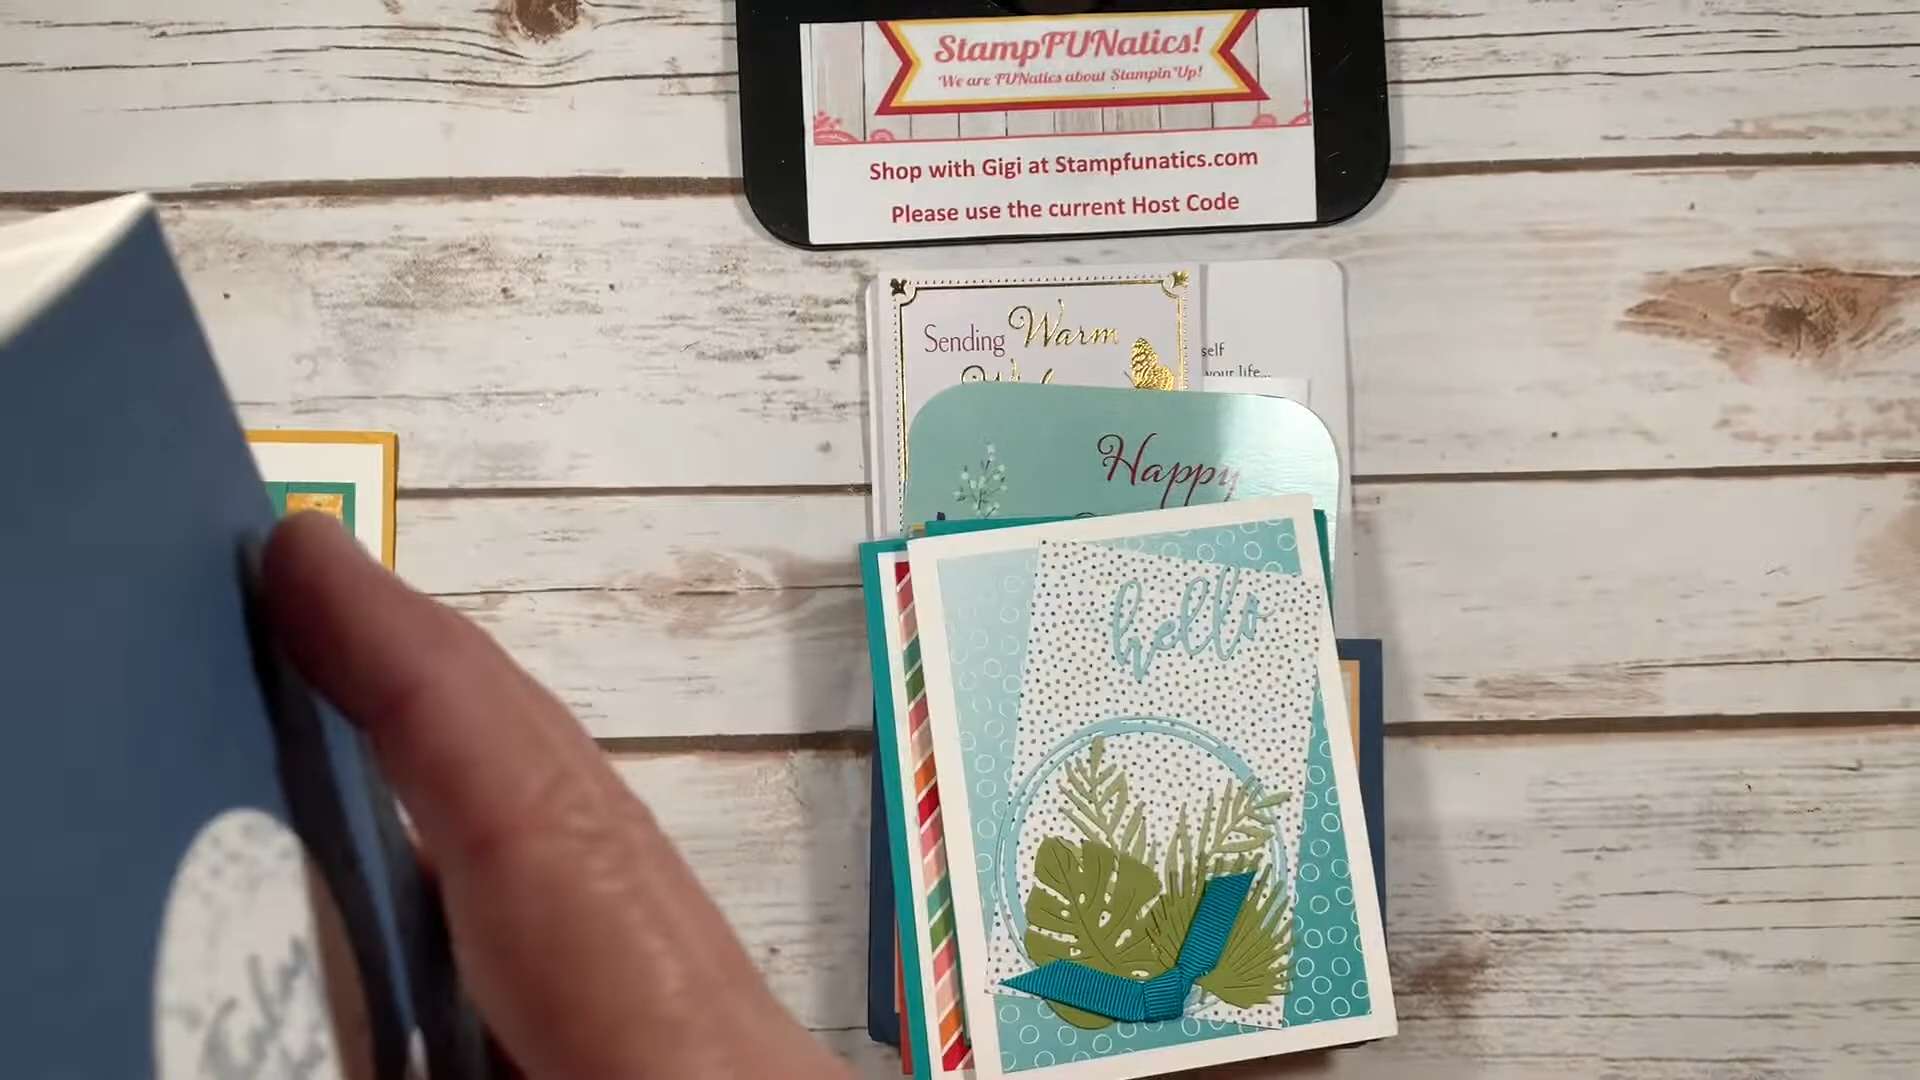 StampFUNatics!
We are FUNatics about Stampin' Up!
Shop with Gigi at Stampfunatics.com
Please use the current Host Code
Sending Warm
self
your life...
Happy
hello